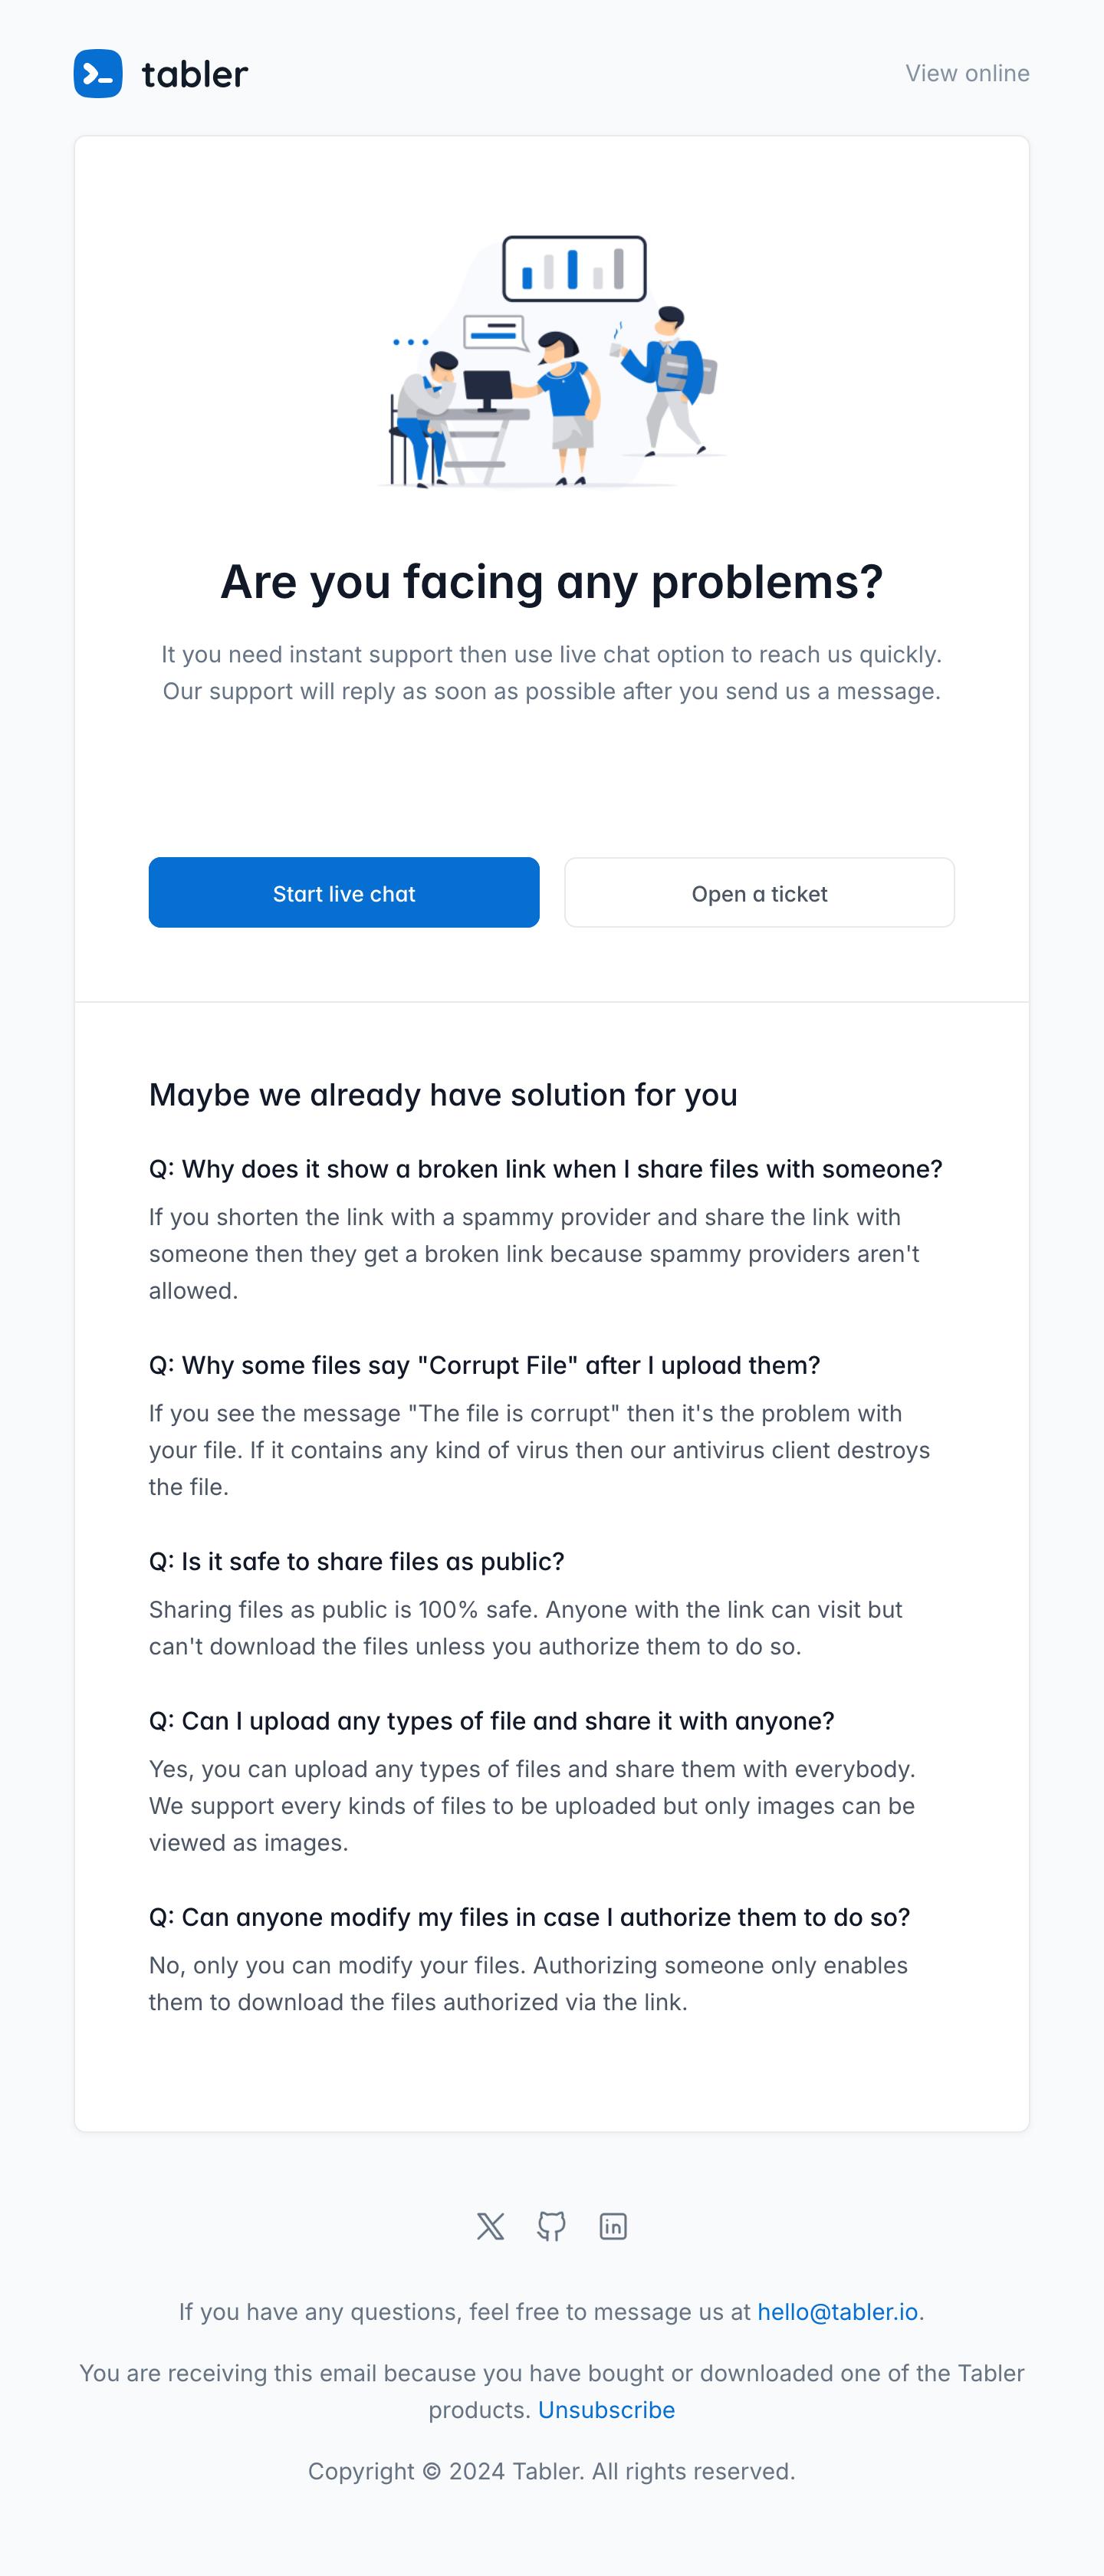 tabler
View online
Are you facing any problems?
It you need instant support then use live chat option to reach us quickly.
Our support will reply as soon as possible after you send us a message.
Start live chat
Open a ticket
Maybe we already have solution for you
Q: Why does it show a broken link when I share files with someone?
If you shorten the link with a spammy provider and share the link with
someone then they get a broken link because spammy providers aren't
allowed.
Q: Why some files say "Corrupt File" after I upload them?
If you see the message "The file is corrupt" then it's the problem with
your file. If it contains any kind of virus then our antivirus client destroys
the file.
Q: Is it safe to share files as public?
Sharing files as public is 100% safe. Anyone with the link can visit but
can't download the files unless you authorize them to do so.
Q: Can I upload any types of file and share it with anyone?
Yes, you can upload any types of files and share them with everybody.
We support every kinds of files to be uploaded but only images can be
viewed as images.
Q: Can anyone modify my files in case I authorize them to do so?
No, only you can modify your files. Authorizing someone only enables
them to download the files authorized via the link.
If you have any questions, feel free to message us at hello@tabler.io.
You are receiving this email because you have bought or downloaded one of the Tabler
products. Unsubscribe
Copyright © 2024 Tabler. All rights reserved.